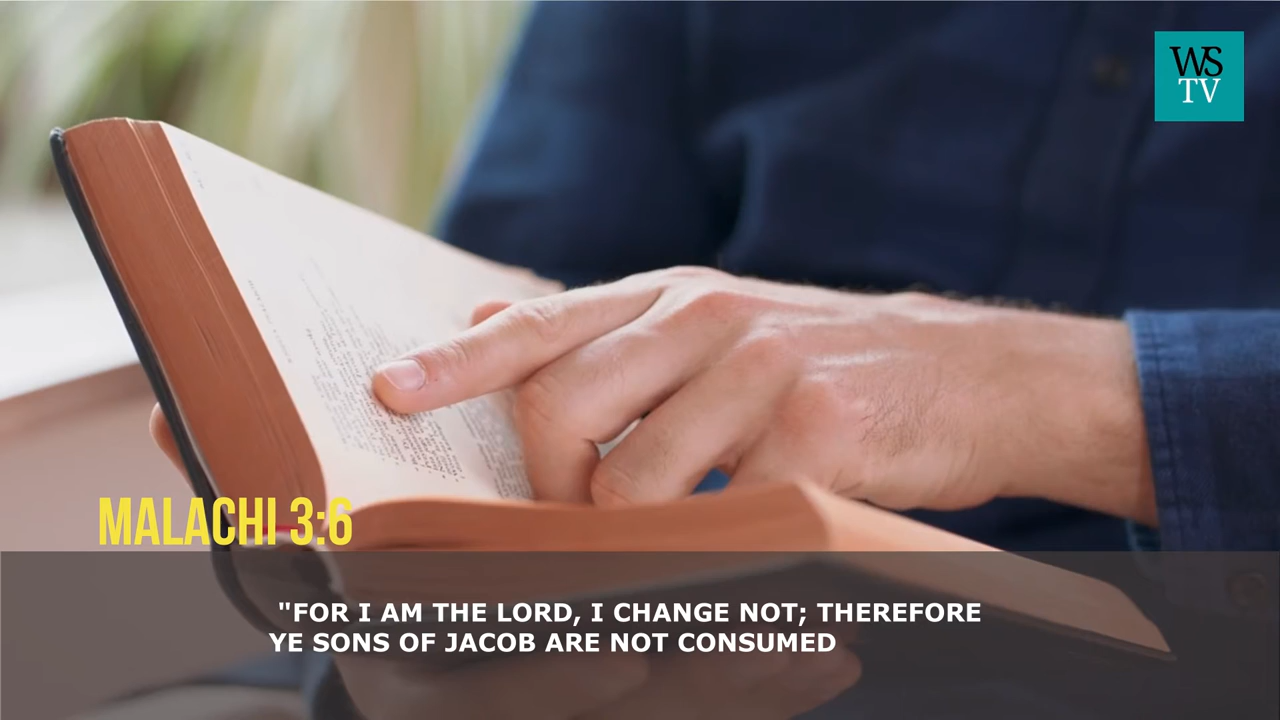 WS
TV
MALACHI 3:6
"FOR I AM THE LORD, I CHANGE NOT; THEREFORE
YE SONS OF JACOB ARE NOT CONSUMED